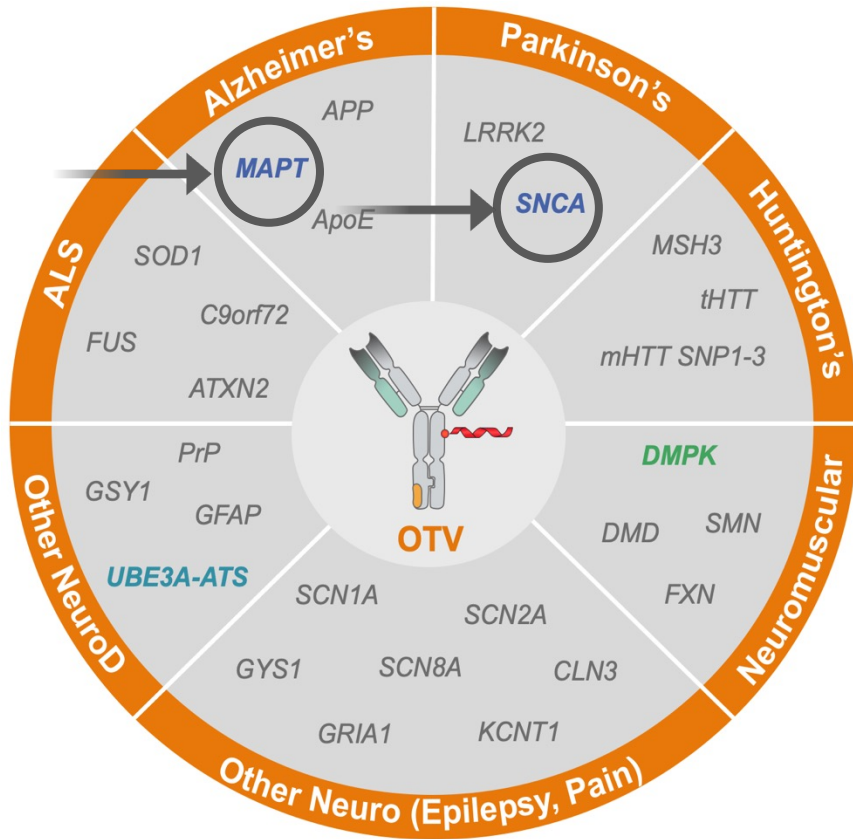 Alzheimer's
APP
MAPT
ApoE
Parkinson's
LRRK2
SNCA
Huntington's
MSH3
tHTT
mHTT SNP1-3
Neuromuscular
DMPK
DMD
SMN
FXN
Other Neuro (Epilepsy, Pain)
SCN1A
SCN2A
GYS1
SCN8A
CLN3
GRIA1
KCNT1
Other NeuroD
PrP
GSY1
GFAP
UBE3A-ATS
ALS
SOD1
C9orf72
FUS
ATXN2
OTV